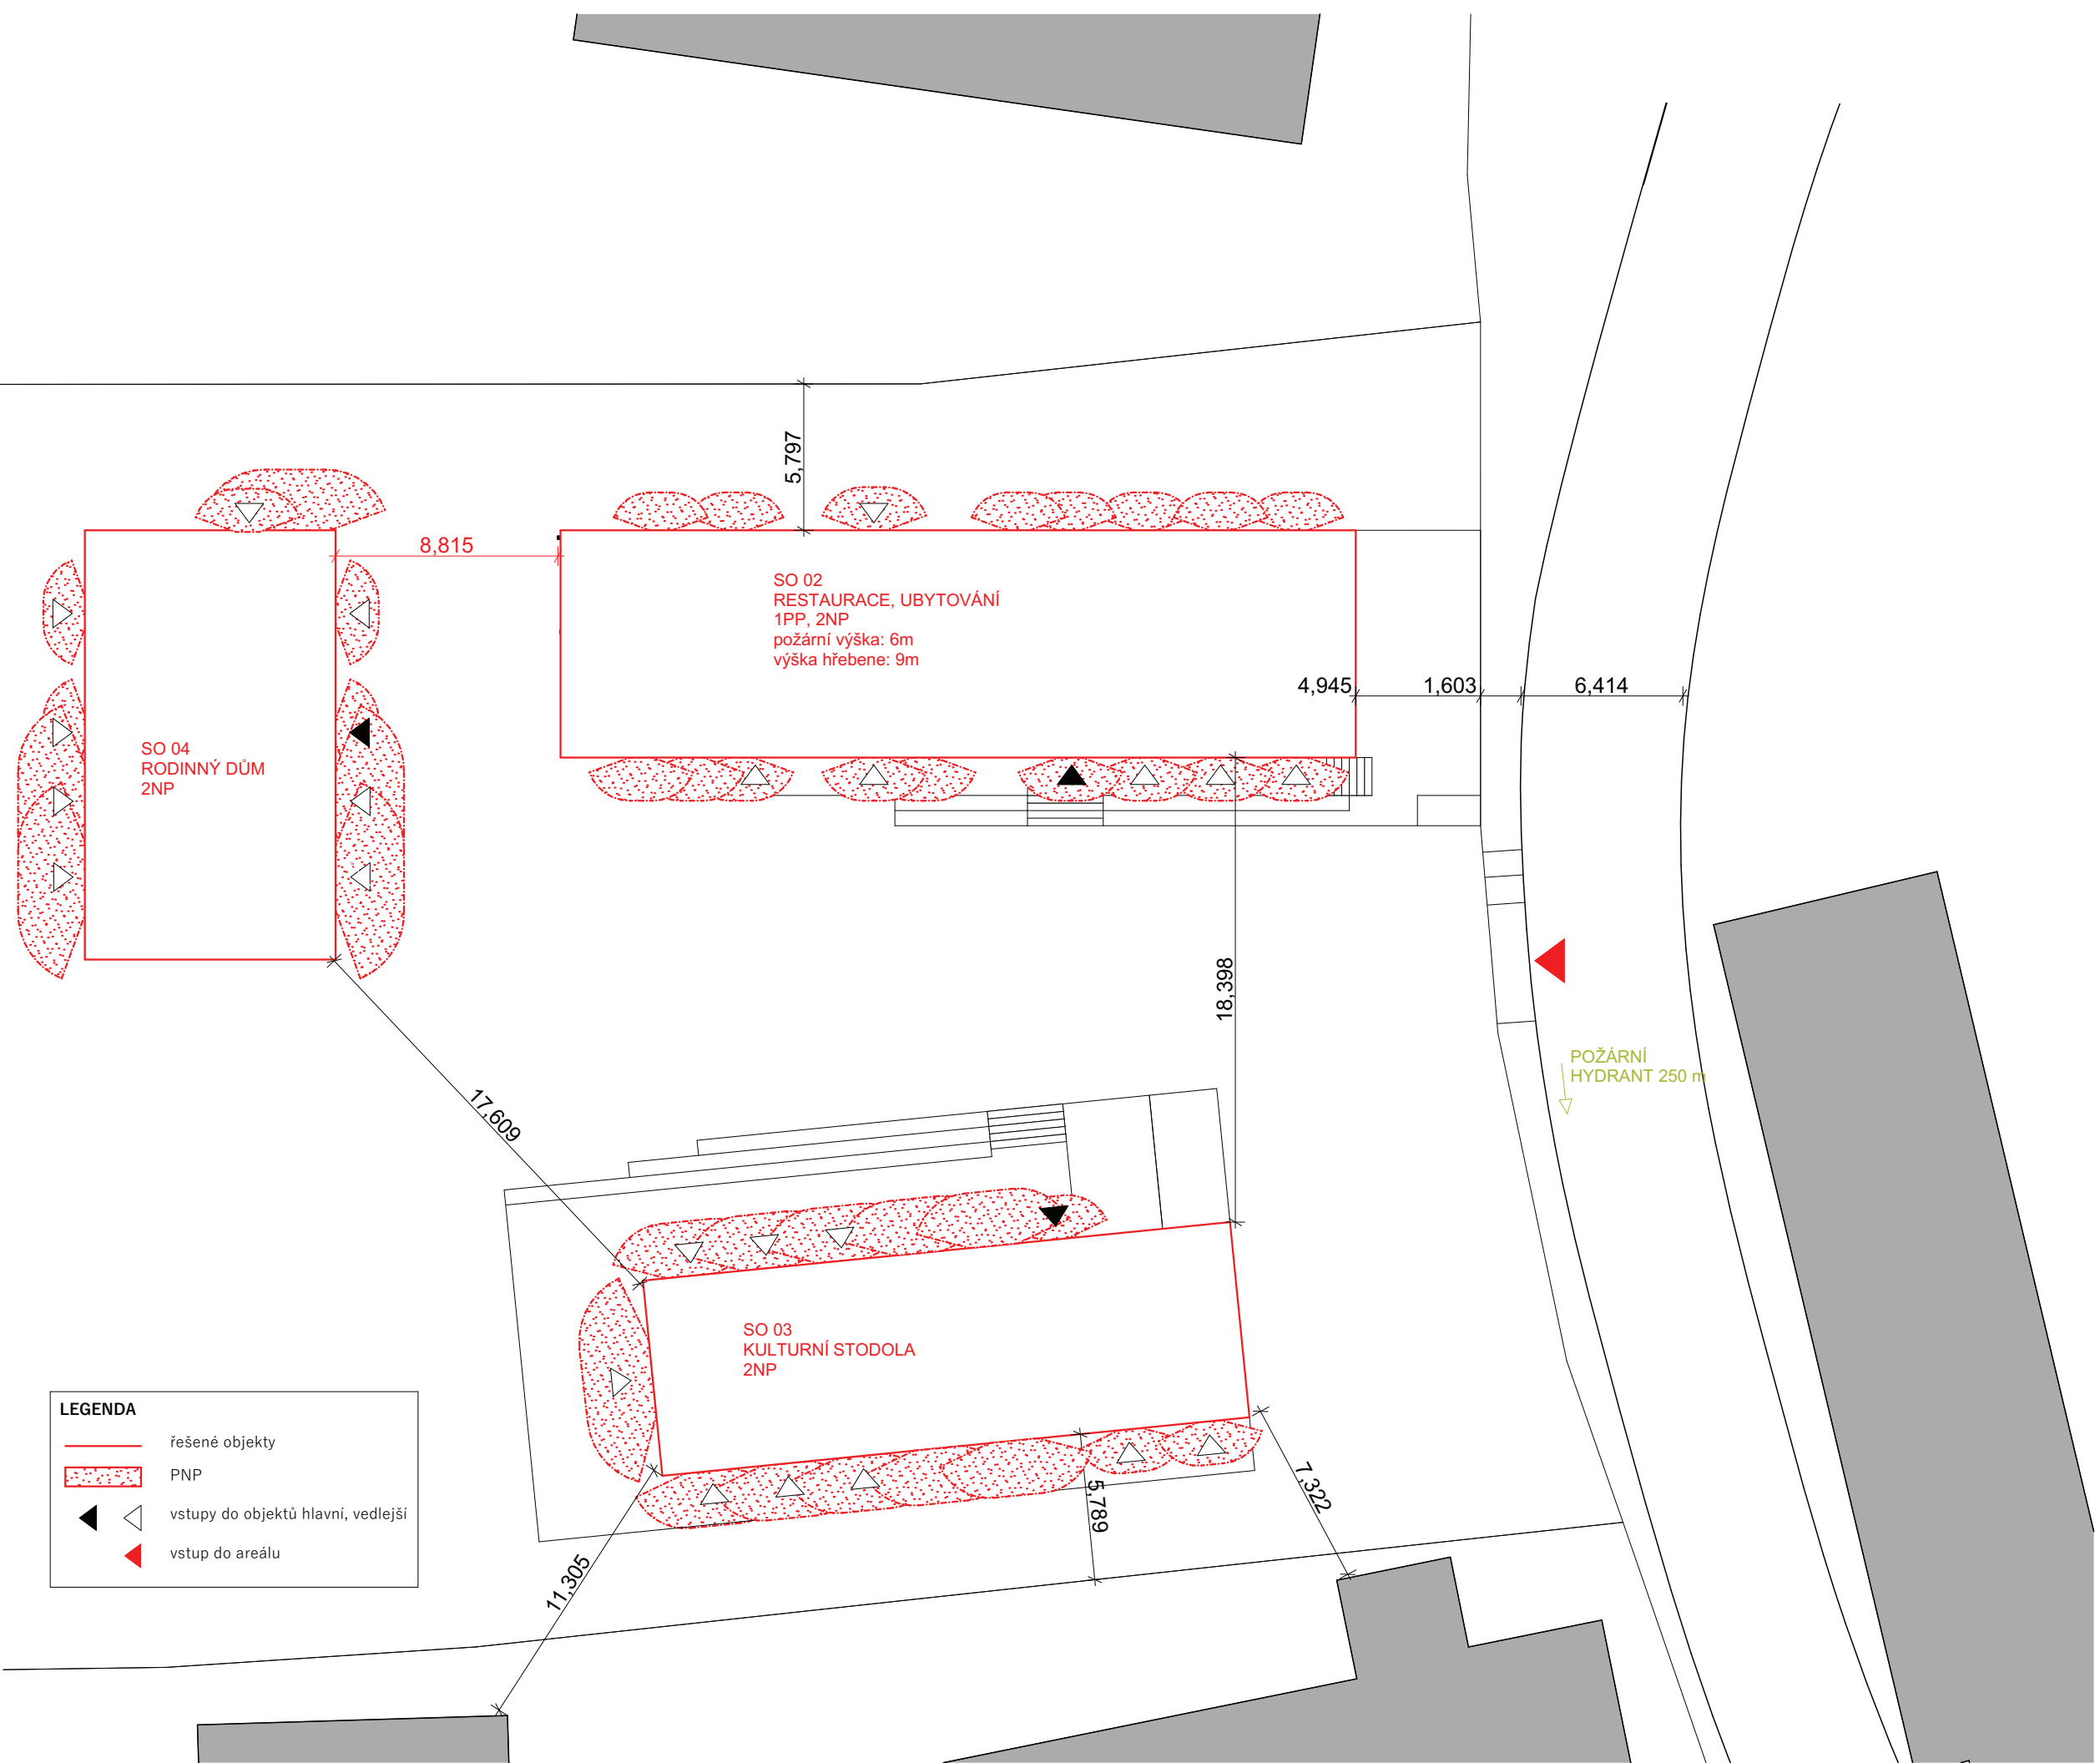 5,797
8,815
SO 02
RESTAURACE, UBYTOVÁNÍ
1PP, 2NP
požární výška: 6m
výška hřebene: 9m
4,945
1,603
6,414
SO 04
RODINNÝ DŮM
2NP
18,398
POŽÁRNÍ
HYDRANT 250 m
17,609
SO 03
KULTURNÍ STODOLA
2NP
LEGENDA
řešené objekty
PNP
vstupy do objektů hlavní, vedlejší
vstup do areálu
7,322
5,789
11,305